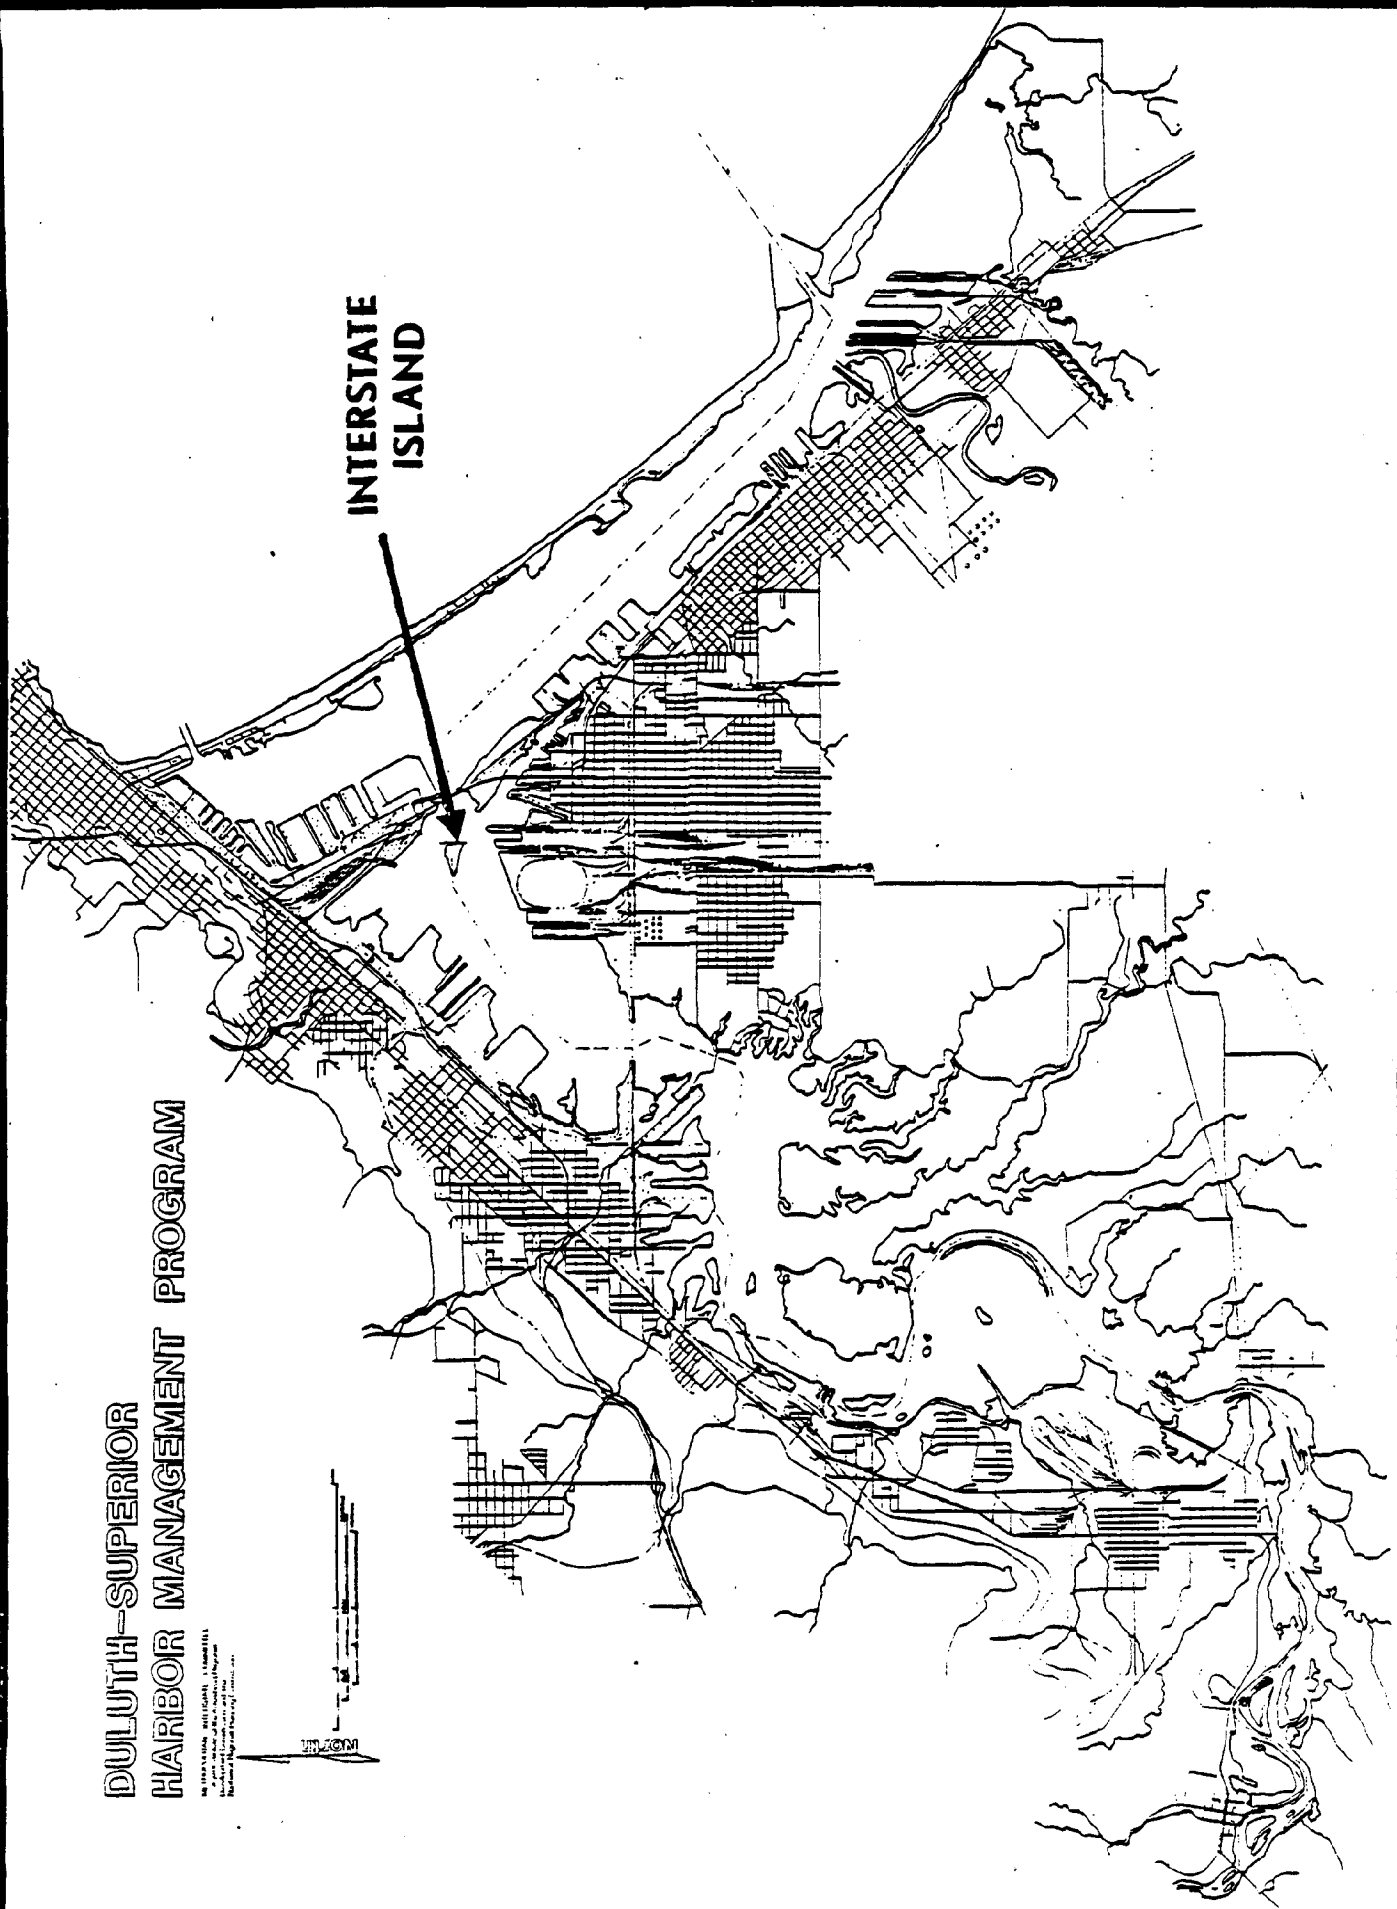 DULUTH-SUPERIOR
HARBOR MANAGEMENT PROGRAM
NORTH
INTERSTATE
ISLAND